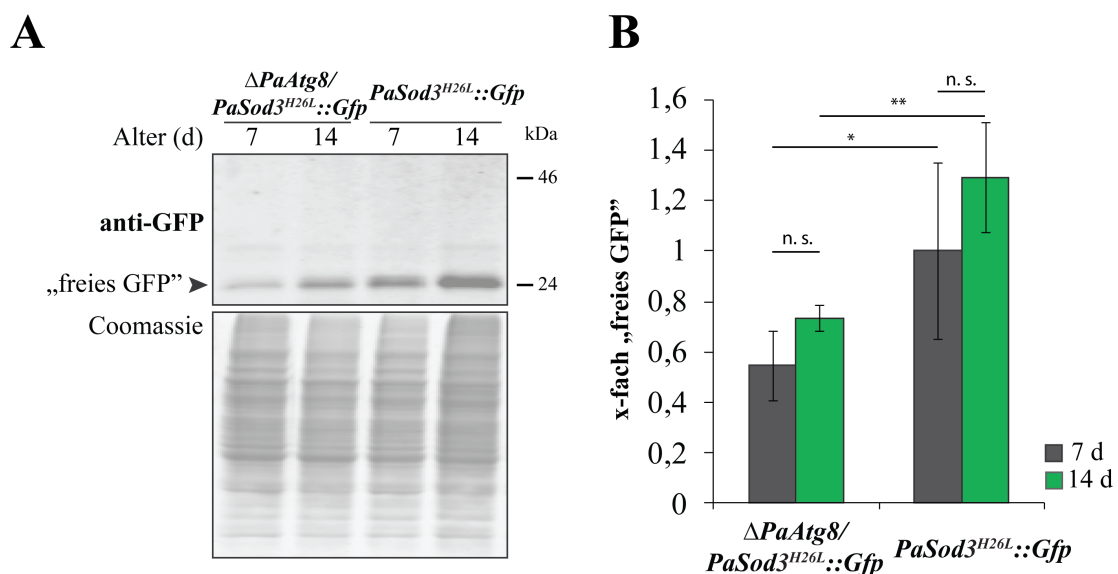 A
ΔPaAtg8/
PaSod3H26L::Gfp
PaSod3H26L::Gfp
Alter (d)
7
14
7
14
kDa
46
anti-GFP
„freies GFP”
24
Coomassie
B
x-fach „freies GFP”
1,6
1,4
1,2
1
0,8
0,6
0,4
0,2
0
n. s.
**
*
n. s.
7 d
14 d
ΔPaAtg8/
PaSod3H26L::Gfp
PaSod3H26L::Gfp